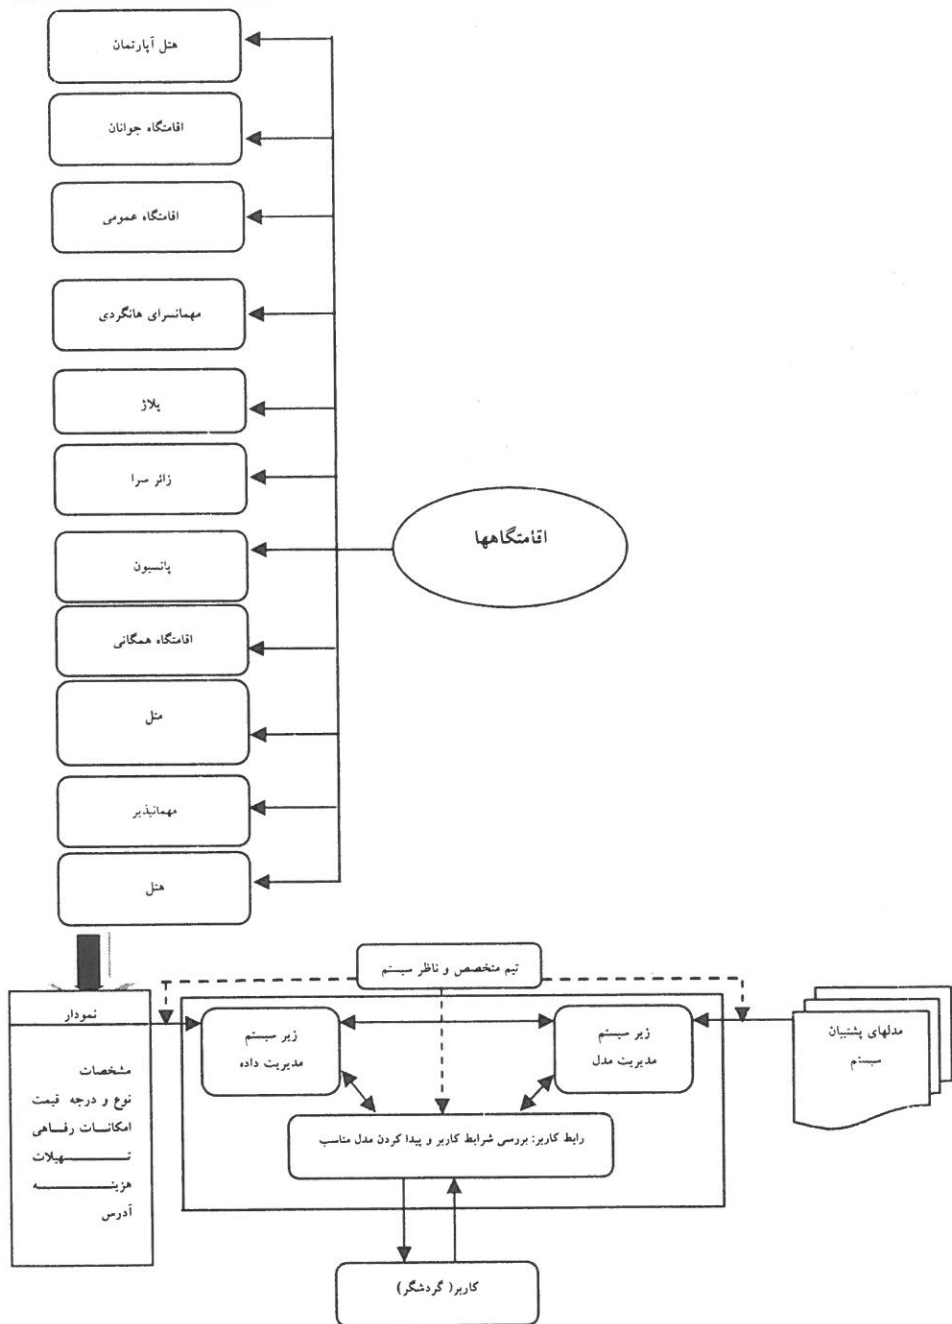 هتل آپارتمان
اقامتگاه جوانان
اقامتگاه عمومی
مهمانسرای هانگردی
پلاژ
زائر سرا
اقامتگاهها
پانسیون
اقامتگاه همگانی
متل
مهمانپذیر
هتل
تیم متخصص و ناظر سیستم
مدلهای پشتیبان
سیستم
زیر سیستم
مدیریت مدل
زیر سیستم
مدیریت داده
نمودار
مشخصات
نوع و درجه قیمت
امکانات رفاهی
تسهیلات
هزینه
آدرس
رابط کاربر: بررسی شرایط کاربر و پیدا کردن مدل مناسب
کاربر( گردشگر)